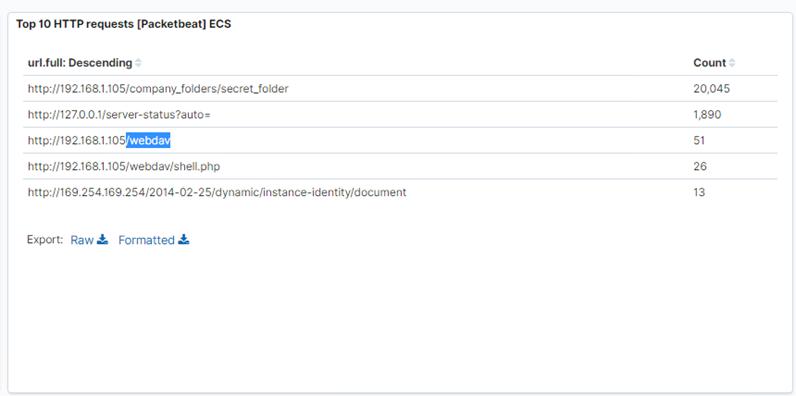 Top 10 HTTP requests [Packetbeat] ECS
url.full: Descending Count
http://192.168.1.105/company_folders/secret_folder 20,045
http://127.0.0.1/server-status?auto= 1,890
http://192.168.1.105/webdav 51
http://192.168.1.105/webdav/shell.php 26
http://169.254.169.254/2014-02-25/dynamic/instance-identity/document 13
Export: Raw Formatted